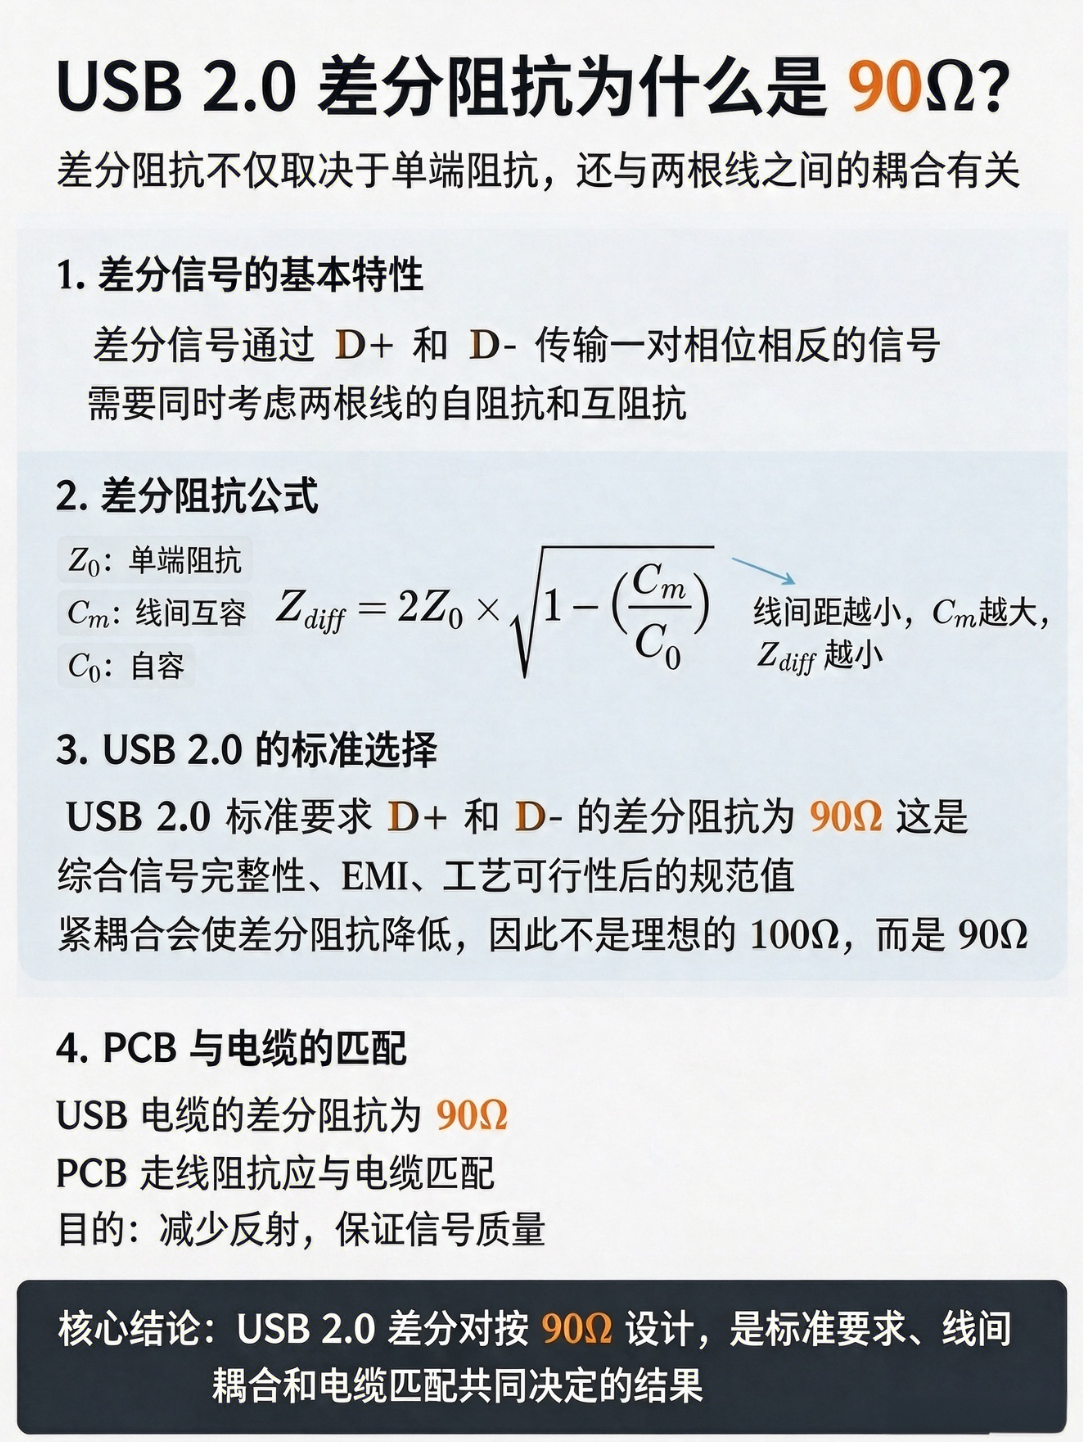 USB 2.0 差分阻抗为什么是 90Ω?
差分阻抗不仅取决于单端阻抗，还与两根线之间的耦合有关
1. 差分信号的基本特性
差分信号通过 D+ 和 D- 传输一对相位相反的信号
需要同时考虑两根线的自阻抗和互阻抗
2. 差分阻抗公式
Z₀：单端阻抗
Cₘ：线间互容
C₀：自容
Z_diff = 2Z₀ × √(1 − (Cₘ/C₀))
线间距越小，Cₘ越大，
Z_diff 越小
3. USB 2.0 的标准选择
USB 2.0 标准要求 D+ 和 D- 的差分阻抗为 90Ω 这是
综合信号完整性、EMI、工艺可行性后的规范值
紧耦合会使差分阻抗降低，因此不是理想的 100Ω，而是 90Ω
4. PCB 与电缆的匹配
USB 电缆的差分阻抗为 90Ω
PCB 走线阻抗应与电缆匹配
目的：减少反射，保证信号质量
核心结论：USB 2.0 差分对按 90Ω 设计，是标准要求、线间
耦合和电缆匹配共同决定的结果